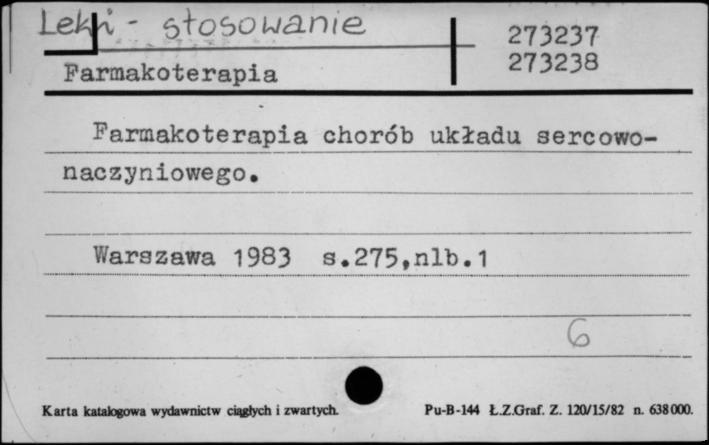 Leki - stosowanie
273237
Farmakoterapia
273238
Farmakoterapia chorób układu sercowo-
naczyniowego.
Warszawa 1983 s.275,nlb.1
6
Karta katalogowa wydawnictw ciągłych i zwartych. Pu-B-144 Ł.Z.Graf. Z. 120/15/82 n. 638000.